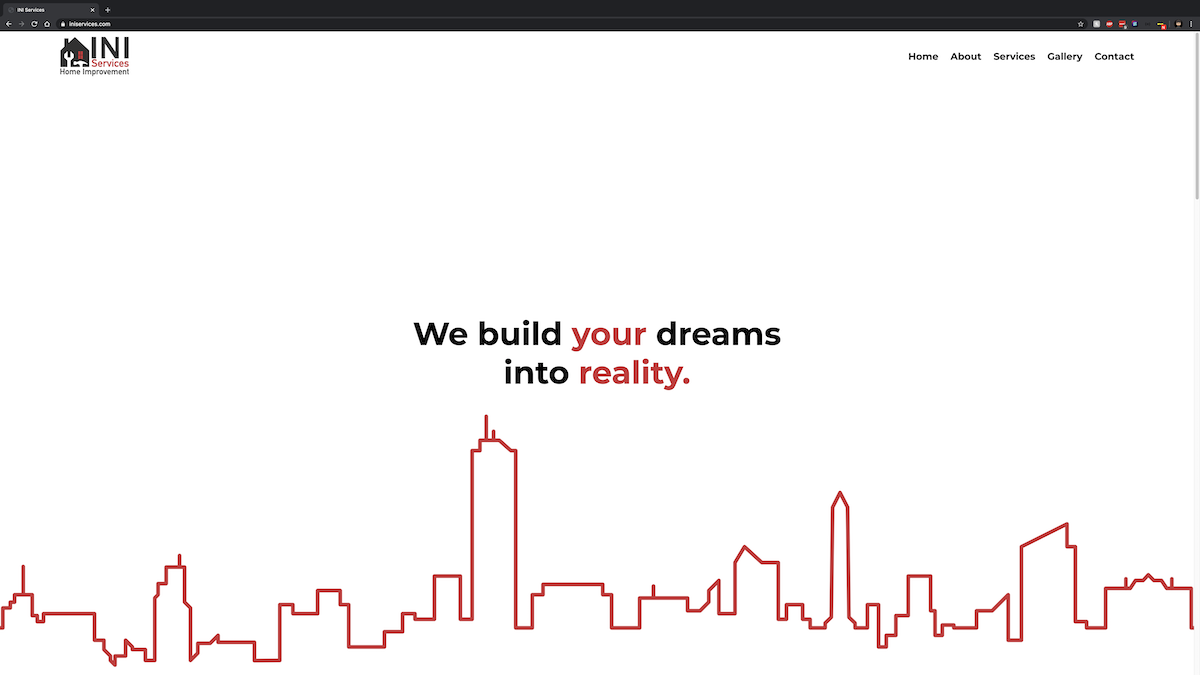 INI Services
iniservices.com
INI
Services
Home Improvement
Home About Services Gallery Contact
We build your dreams
into reality.